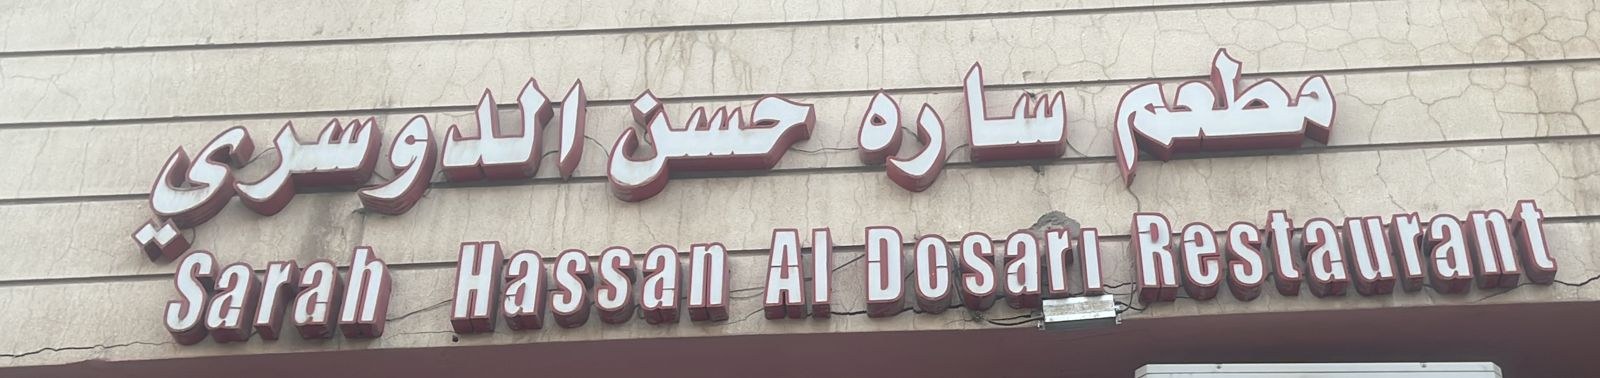 مطعم ساره حسن الدوسري
Sarah Hassan Al Dosari Restaurant